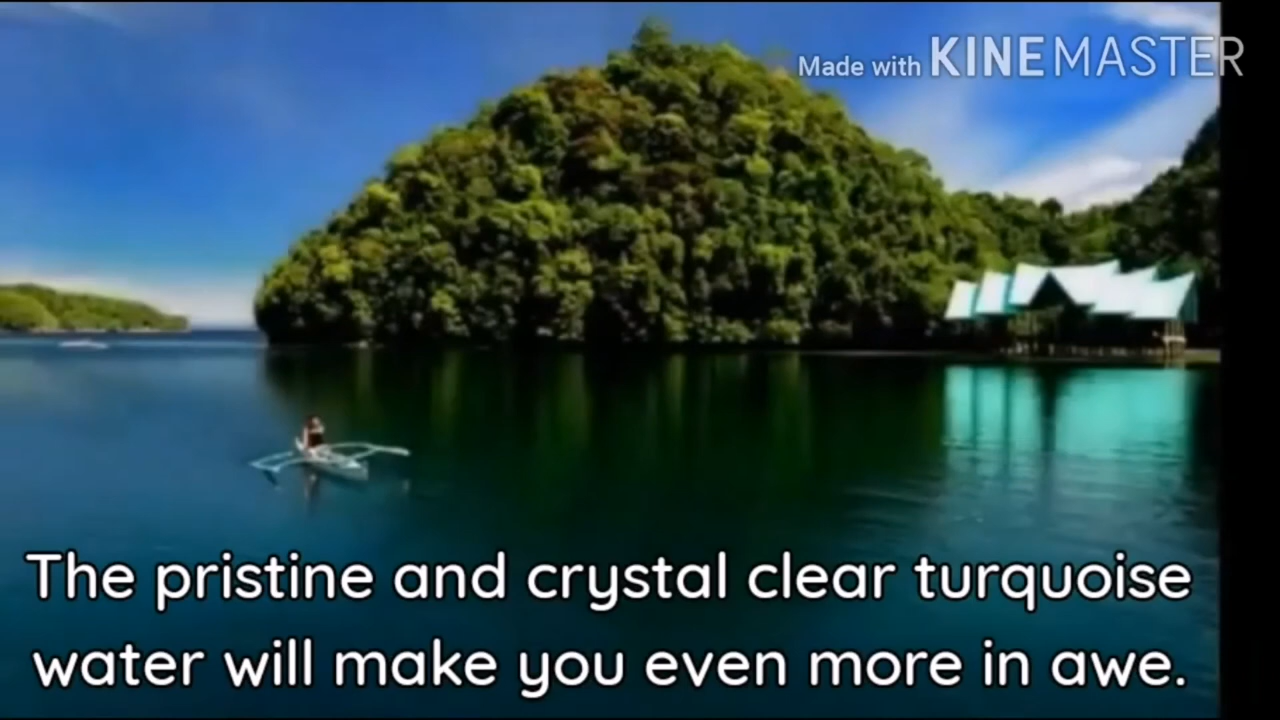 Made with KINEMASTER
The pristine and crystal clear turquoise
water will make you even more in awe.